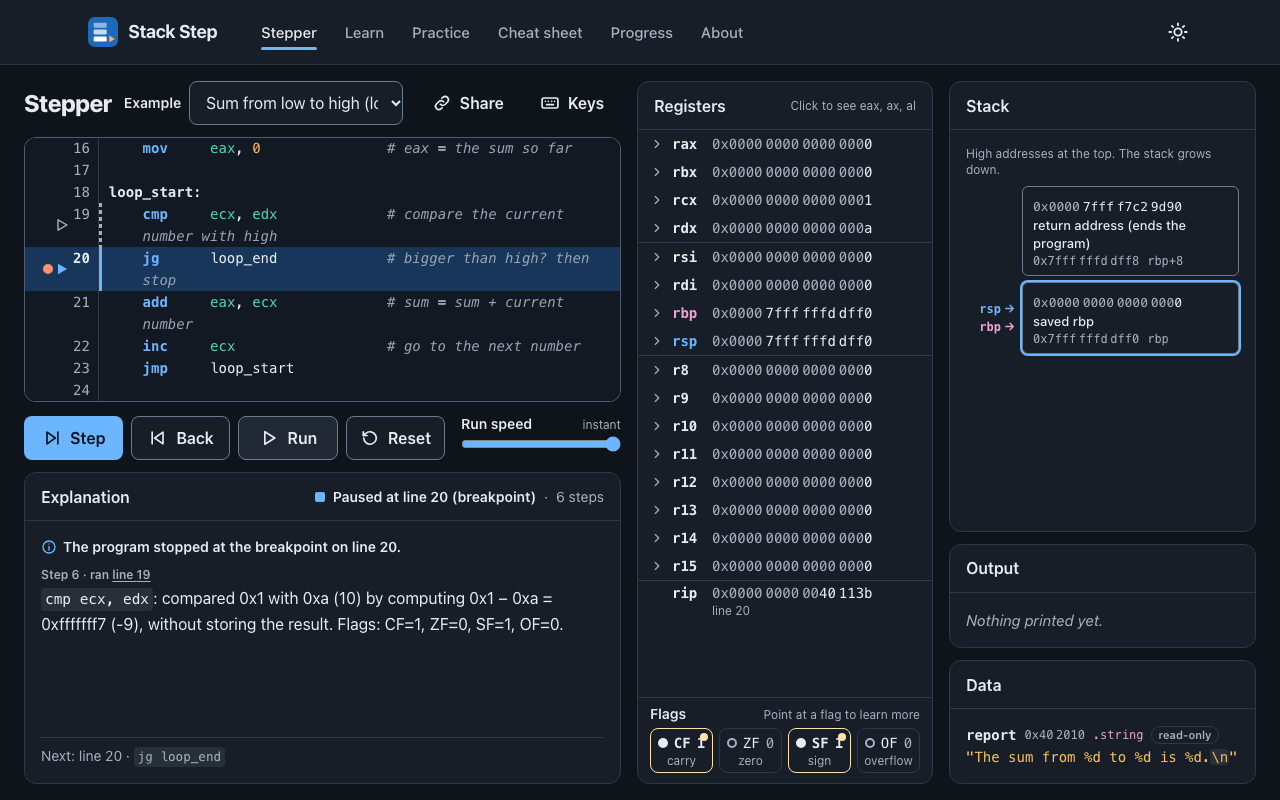 Stack Step
Stepper Learn Practice Cheat sheet Progress About
Stepper Example Sum from low to high Share Keys
16 mov eax, 0 # eax = the sum so far
17
18 loop_start:
19 cmp ecx, edx # compare the current
number with high
20 jg loop_end # bigger than high? then
stop
21 add eax, ecx # sum = sum + current
number
22 inc ecx # go to the next number
23 jmp loop_start
24
Step Back Run Reset Run speed instant
Explanation Paused at line 20 (breakpoint) · 6 steps
The program stopped at the breakpoint on line 20.
Step 6 · ran line 19
cmp ecx, edx: compared 0x1 with 0xa (10) by computing 0x1 − 0xa =
0xfffffff7 (-9), without storing the result. Flags: CF=1, ZF=0, SF=1, OF=0.
Next: line 20 · jg loop_end
Registers Click to see eax, ax, al
rax 0x0000 0000 0000 0000
rbx 0x0000 0000 0000 0000
rcx 0x0000 0000 0000 0001
rdx 0x0000 0000 0000 000a
rsi 0x0000 0000 0000 0000
rdi 0x0000 0000 0000 0000
rbp 0x0000 7fff fffd dff0
rsp 0x0000 7fff fffd dff0
r8 0x0000 0000 0000 0000
r9 0x0000 0000 0000 0000
r10 0x0000 0000 0000 0000
r11 0x0000 0000 0000 0000
r12 0x0000 0000 0000 0000
r13 0x0000 0000 0000 0000
r14 0x0000 0000 0000 0000
r15 0x0000 0000 0000 0000
rip 0x0000 0000 0040 113b
line 20
Flags Point at a flag to learn more
CF 1 ZF 0 SF 1 OF 0
carry zero sign overflow
Stack
High addresses at the top. The stack grows
down.
0x0000 7fff f7c2 9d90
return address (ends the
program)
0x7fff fffd dff8 rbp+8
rsp →
rbp →
0x0000 0000 0000 0000
saved rbp
0x7fff fffd dff0 rbp
Output
Nothing printed yet.
Data
report 0x40 2010 .string read-only
"The sum from %d to %d is %d.\n"